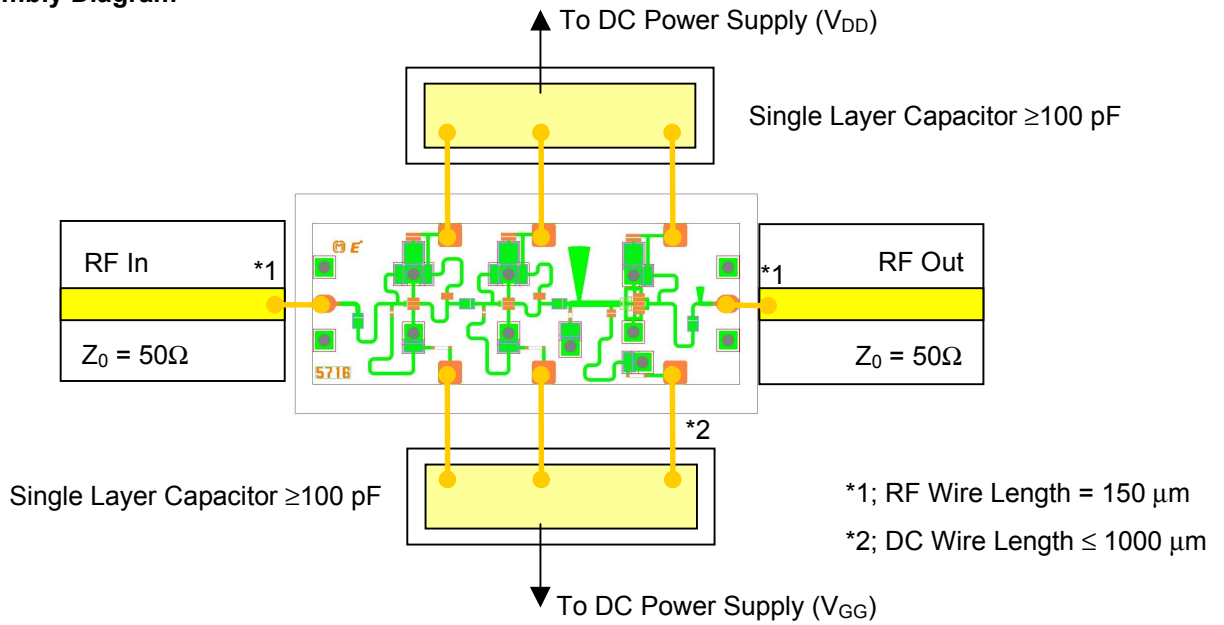 mbly Diagram
To DC Power Supply (VDD)
Single Layer Capacitor ≥100 pF
RF In
*1
*1
RF Out
Z0 = 50Ω
Z0 = 50Ω
5716
*2
Single Layer Capacitor ≥100 pF
*1; RF Wire Length = 150 μm
*2; DC Wire Length ≤ 1000 μm
To DC Power Supply (VGG)